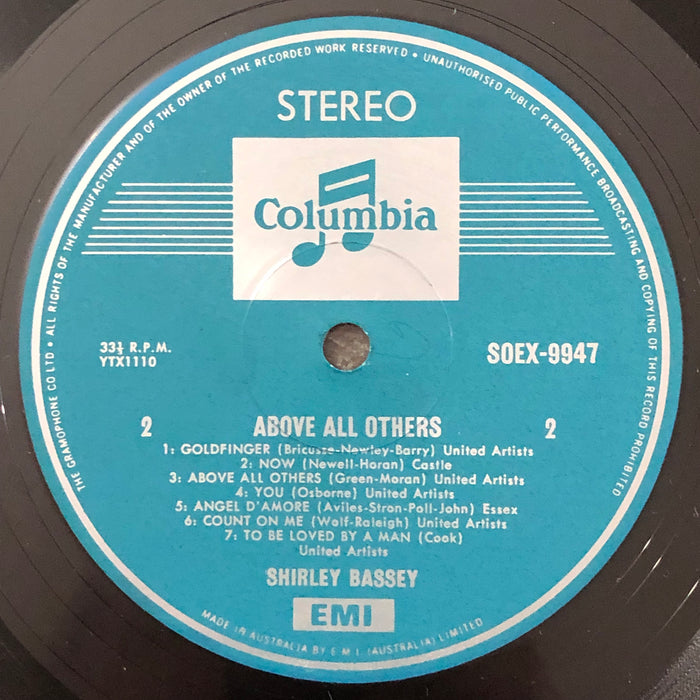 THE GRAMOPHONE CO LTD • ALL RIGHTS OF THE MANUFACTURER AND OF THE OWNER OF THE RECORDED WORK RESERVED • UNAUTHORISED PUBLIC PERFORMANCE BROADCASTING AND COPYING OF THIS RECORD PROHIBITED
STEREO
Columbia
33⅓ R.P.M.
YTX1110
SOEX-9947
2 ABOVE ALL OTHERS 2
1: GOLDFINGER (Bricusse-Newley-Barry) United Artists
2: NOW (Newell-Horan) Castle
3: ABOVE ALL OTHERS (Green-Moran) United Artists
4: YOU (Osborne) United Artists
5: ANGEL D'AMORE (Aviles-Stron-Poll-John) Essex
6: COUNT ON ME (Wolf-Raleigh) United Artists
7: TO BE LOVED BY A MAN (Cook)
United Artists
SHIRLEY BASSEY
EMI
MADE IN AUSTRALIA BY E.M.I. (AUSTRALIA) LIMITED